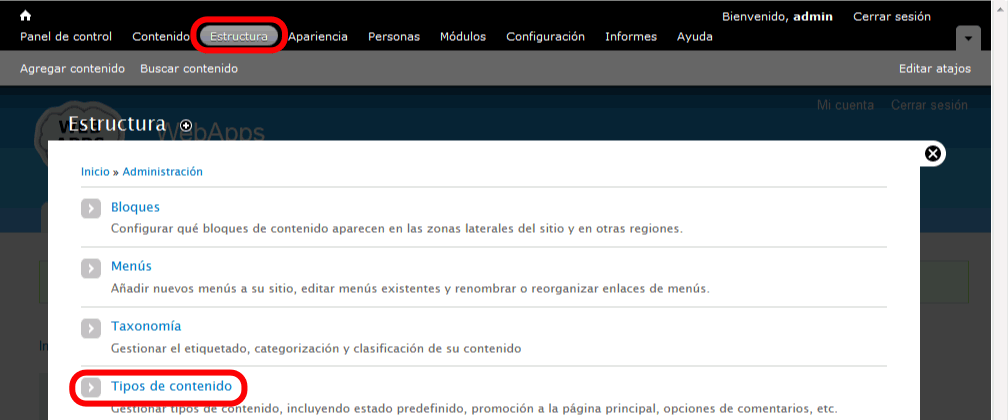 Bienvenido, admin Cerrar sesión
Panel de control Contenido Estructura Apariencia Personas Módulos Configuración Informes Ayuda
Agregar contenido Buscar contenido Editar atajos
Mi cuenta Cerrar sesión
WebApps
Estructura
Inicio » Administración
Bloques
Configurar qué bloques de contenido aparecen en las zonas laterales del sitio y en otras regiones.
Menús
Añadir nuevos menús a su sitio, editar menús existentes y renombrar o reorganizar enlaces de menús.
Taxonomía
Gestionar el etiquetado, categorización y clasificación de su contenido
Tipos de contenido
Gestionar tipos de contenido, incluyendo estado predefinido, promoción a la página principal, opciones de comentarios, etc.